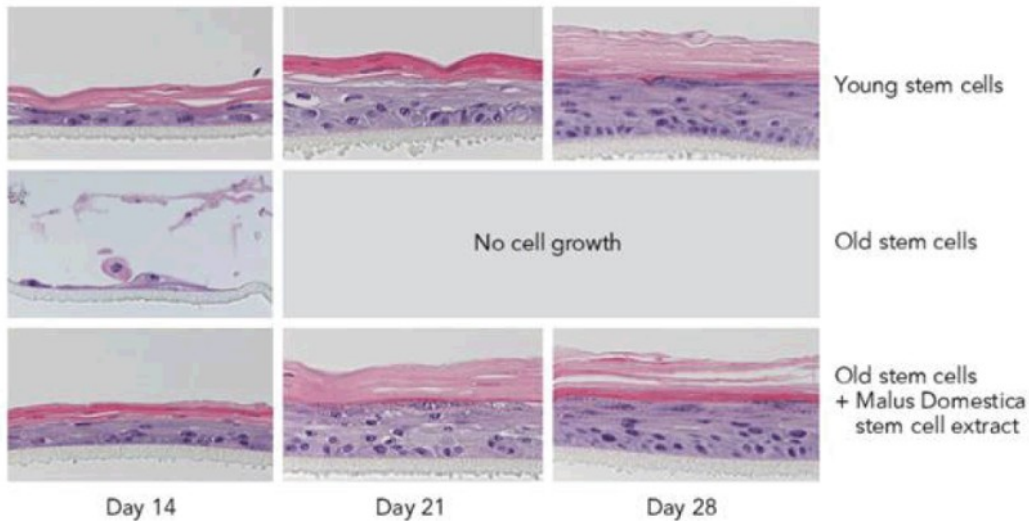 Young stem cells
No cell growth
Old stem cells
Old stem cells
+ Malus Domestica
stem cell extract
Day 14
Day 21
Day 28